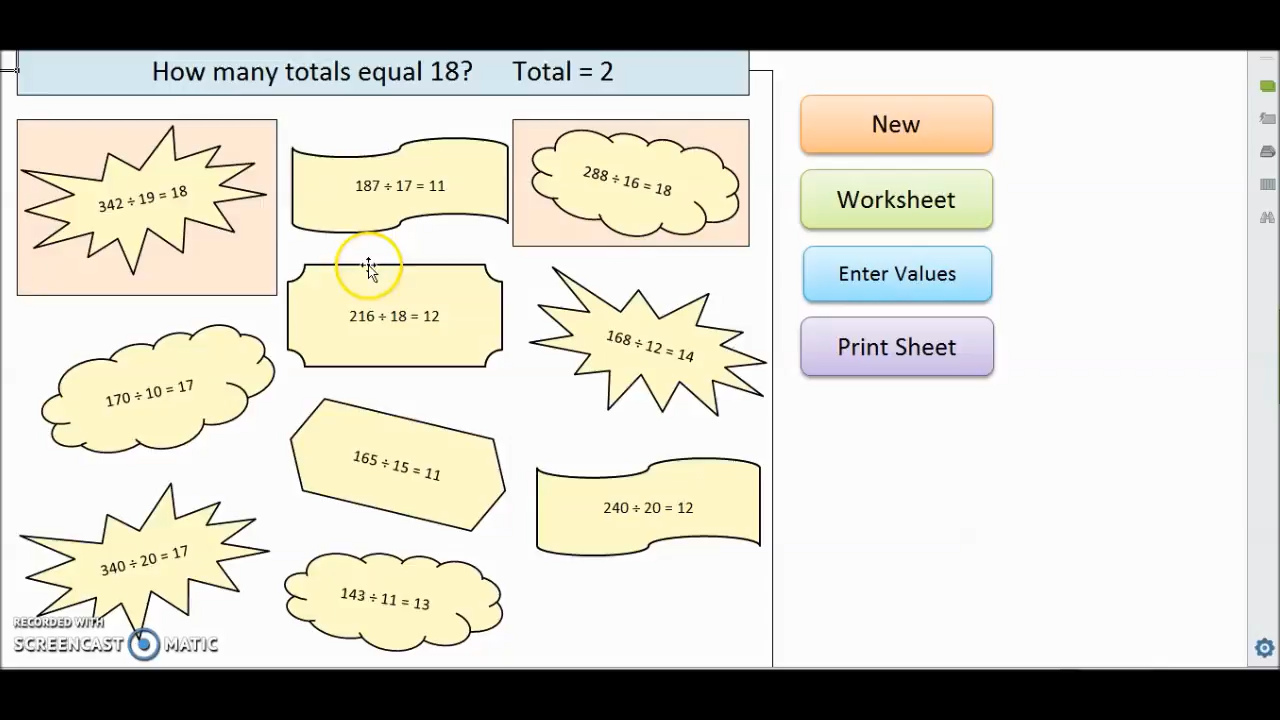 How many totals equal 18? Total = 2
342 ÷ 19 = 18
187 ÷ 17 = 11
288 ÷ 16 = 18
216 ÷ 18 = 12
168 ÷ 12 = 14
170 ÷ 10 = 17
165 ÷ 15 = 11
240 ÷ 20 = 12
340 ÷ 20 = 17
143 ÷ 11 = 13
New
Worksheet
Enter Values
Print Sheet
RECORDED WITH
SCREENCAST MATIC